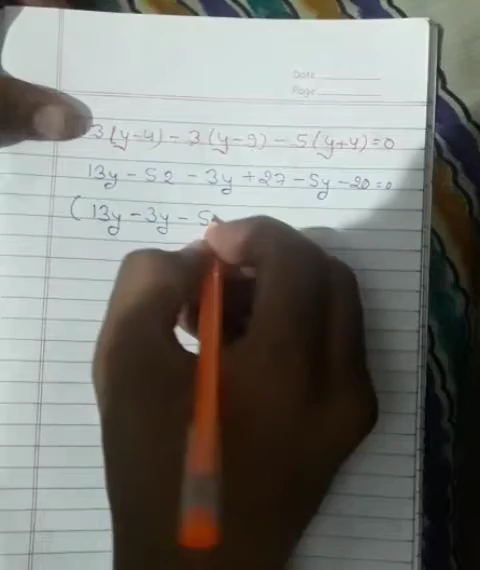 Date
Page
3(y-4) - 3(y-9) - 5(y+4) = 0
13y - 52 - 3y + 27 - 5y - 20 = 0
(13y - 3y - 5